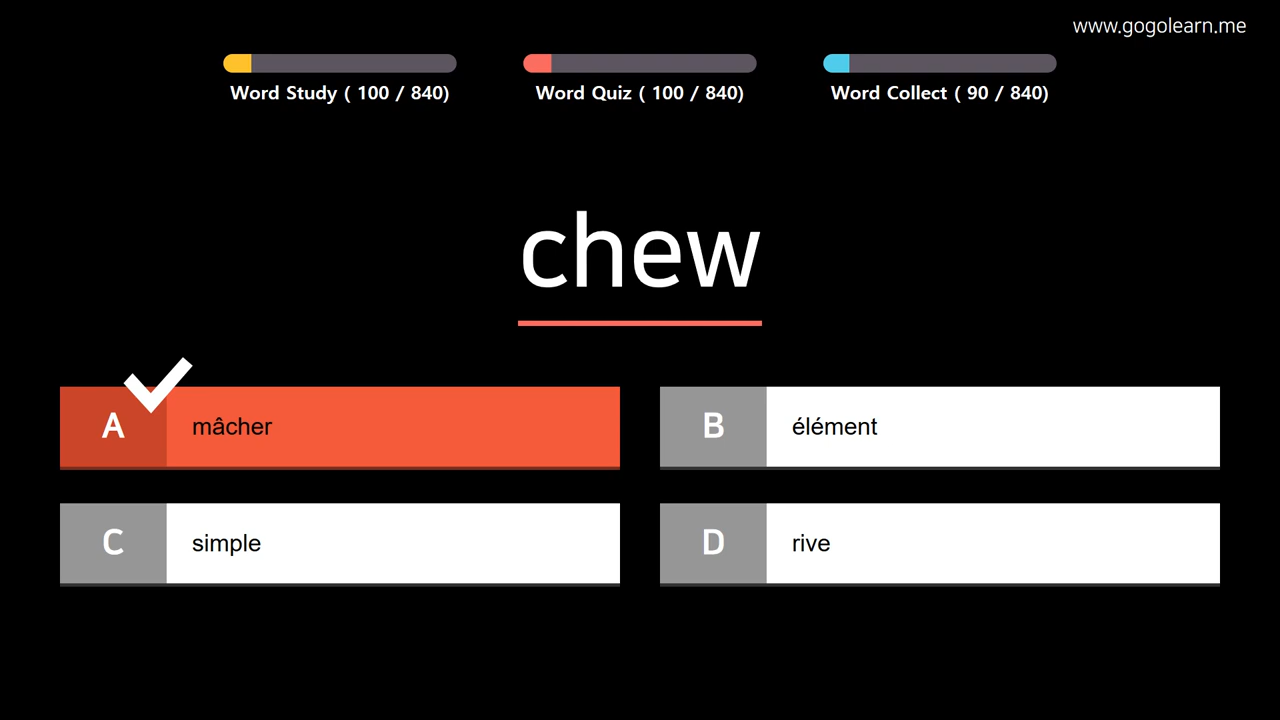 www.gogolearn.me
Word Study ( 100 / 840)
Word Quiz ( 100 / 840)
Word Collect ( 90 / 840)
chew
A mâcher
B élément
C simple
D rive